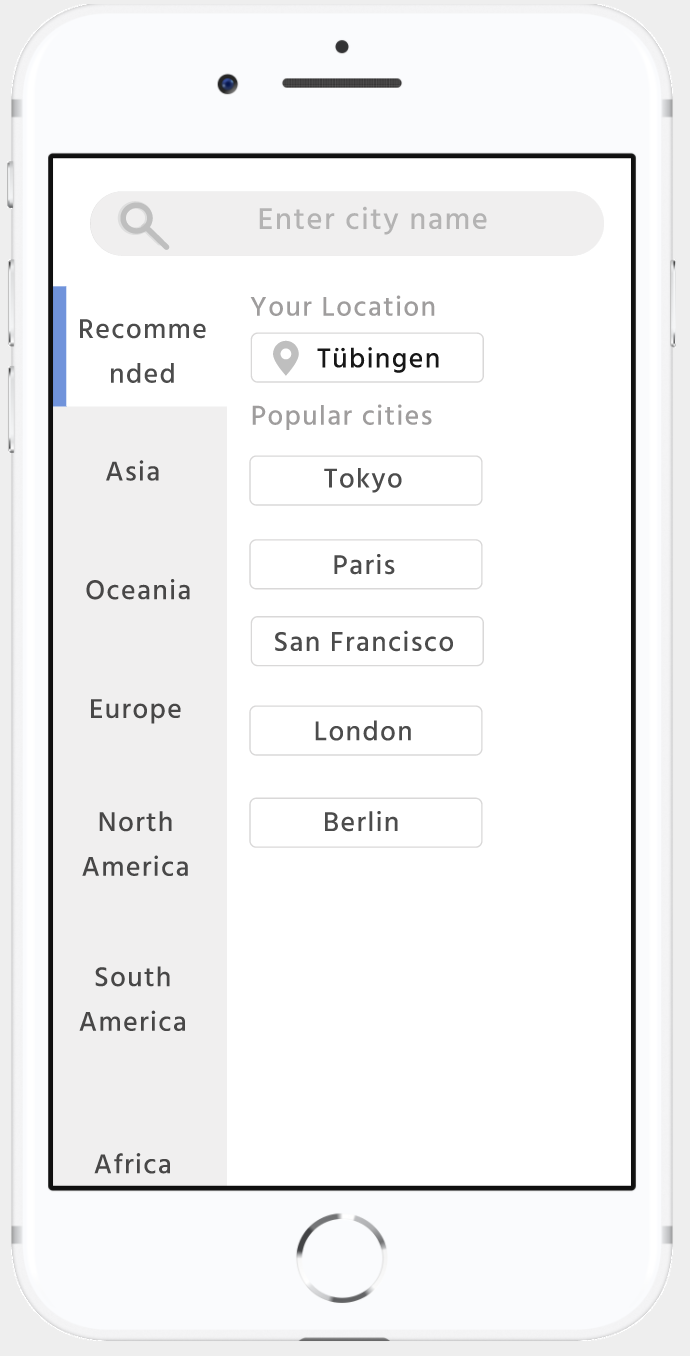 Enter city name
Recomme
nded
Asia
Oceania
Europe
North
America
South
America
Africa
Your Location
Tübingen
Popular cities
Tokyo
Paris
San Francisco
London
Berlin